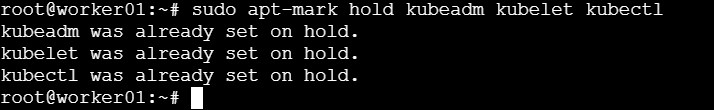 root@worker01:~# sudo apt-mark hold kubeadm kubelet kubectl
kubeadm was already set on hold.
kubelet was already set on hold.
kubectl was already set on hold.
root@worker01:~#